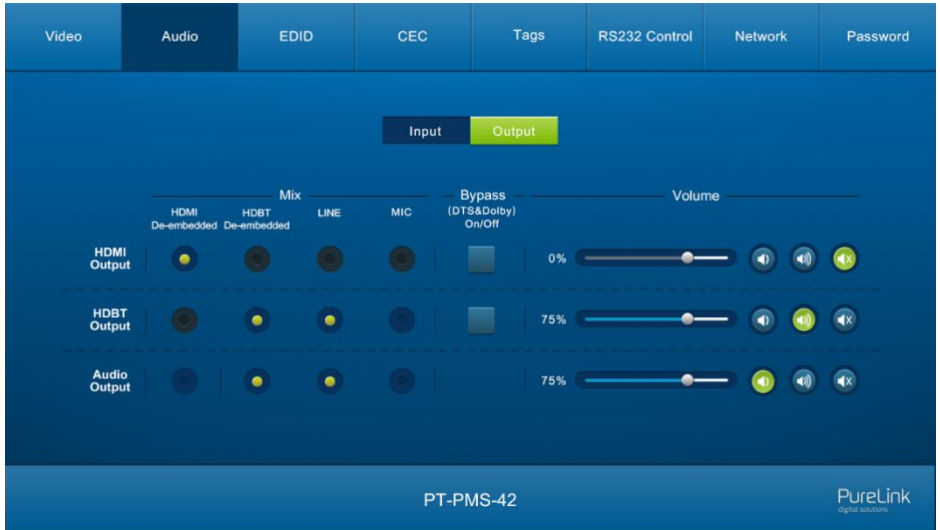 Video Audio EDID CEC Tags RS232 Control Network Password
Input Output
Mix Bypass Volume
HDMI HDBT LINE MIC (DTS&Dolby)
De-embedded De-embedded On/Off
HDMI
Output 0%
HDBT
Output 75%
Audio
Output 75%
PT-PMS-42
PureLink
digital solutions